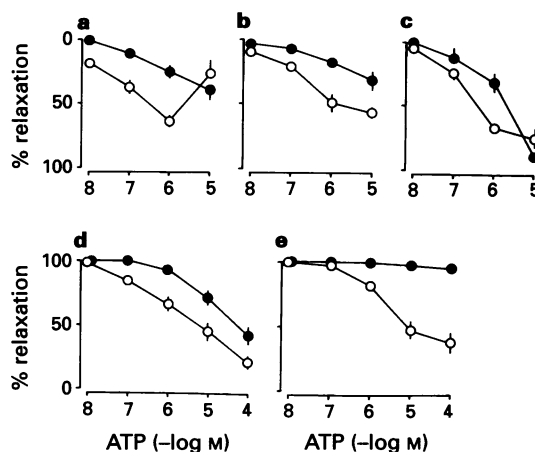 a
b
c
% relaxation
0
50
100
8 7 6 5
8 7 6 5
8 7 6 5
d
e
% relaxation
100
50
0
8 7 6 5 4
8 7 6 5 4
ATP (−log M)
ATP (−log M)